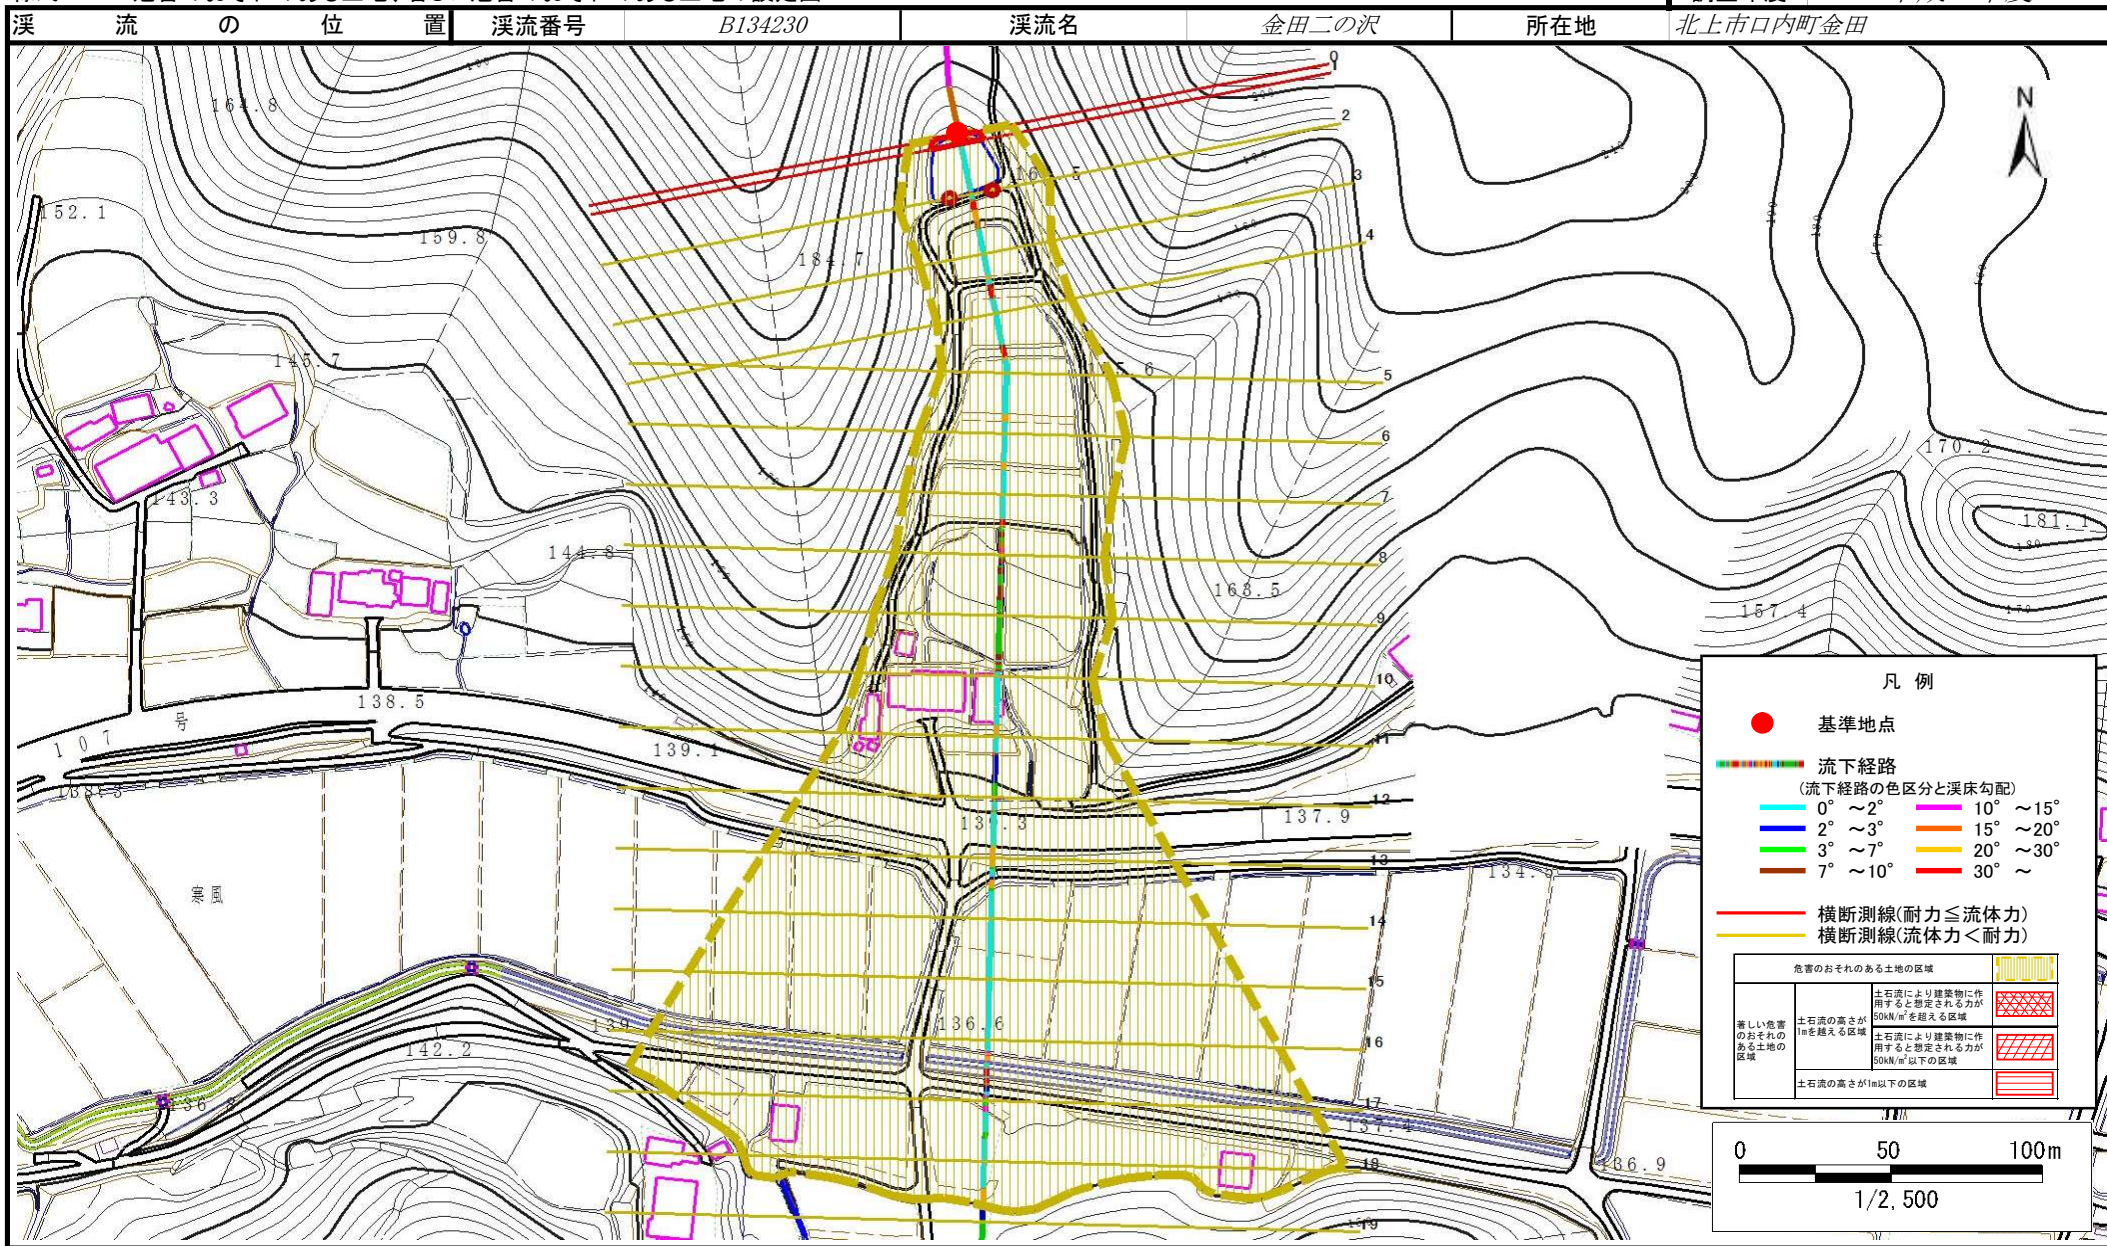 渓流の位置 渓流番号 B134230 渓流名 金田二の沢 所在地 北上市口内町金田
0
1
2
3
4
5
6
7
8
9
10
11
12
13
14
15
16
17
18
19
164.8
152.1
159.8
184.7
145.7
143.3
144.8
163.5
170.2
181.1
157.4
138.5
107号
139.1
137.9
134.5
寒風
136.6
142.2
137.4
136.9
N
凡例
基準地点
流下経路
(流下経路の色区分と渓床勾配)
0° ~2° 10° ~15°
2° ~3° 15° ~20°
3° ~7° 20° ~30°
7° ~10° 30° ~
横断測線(耐力≦流体力)
横断測線(流体力<耐力)
危害のおそれのある土地の区域
著しい危害のおそれのある土地の区域
土石流の高さが1mを越える区域
土石流により建築物に作用すると想定される力が50kN/m²を超える区域
土石流により建築物に作用すると想定される力が50kN/m²以下の区域
土石流の高さが1m以下の区域
0 50 100m
1/2,500